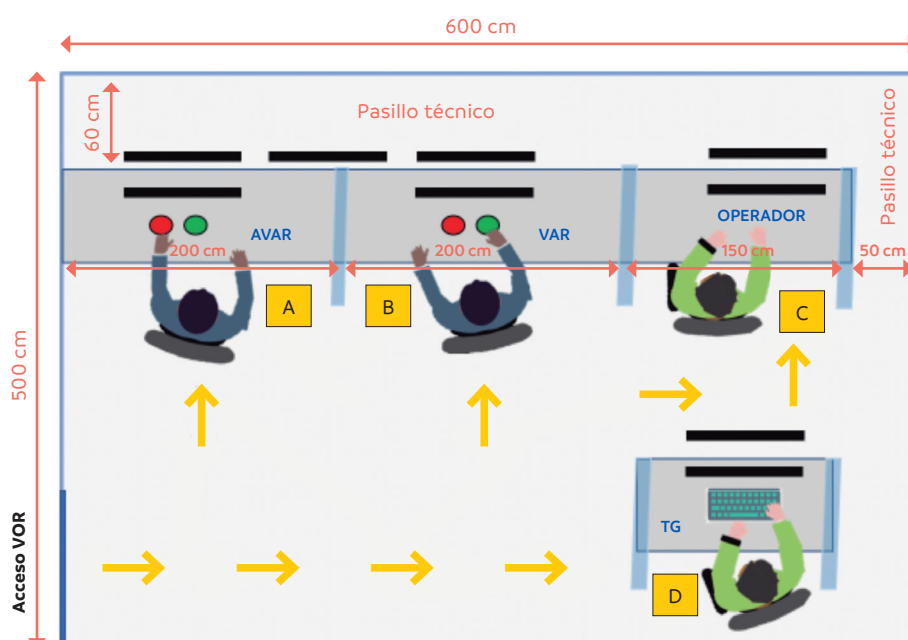 600 cm
60 cm
Pasillo técnico
Pasillo técnico
AVAR
VAR
OPERADOR
200 cm
200 cm
150 cm
50 cm
A
B
C
500 cm
TG
D
Acceso VOR